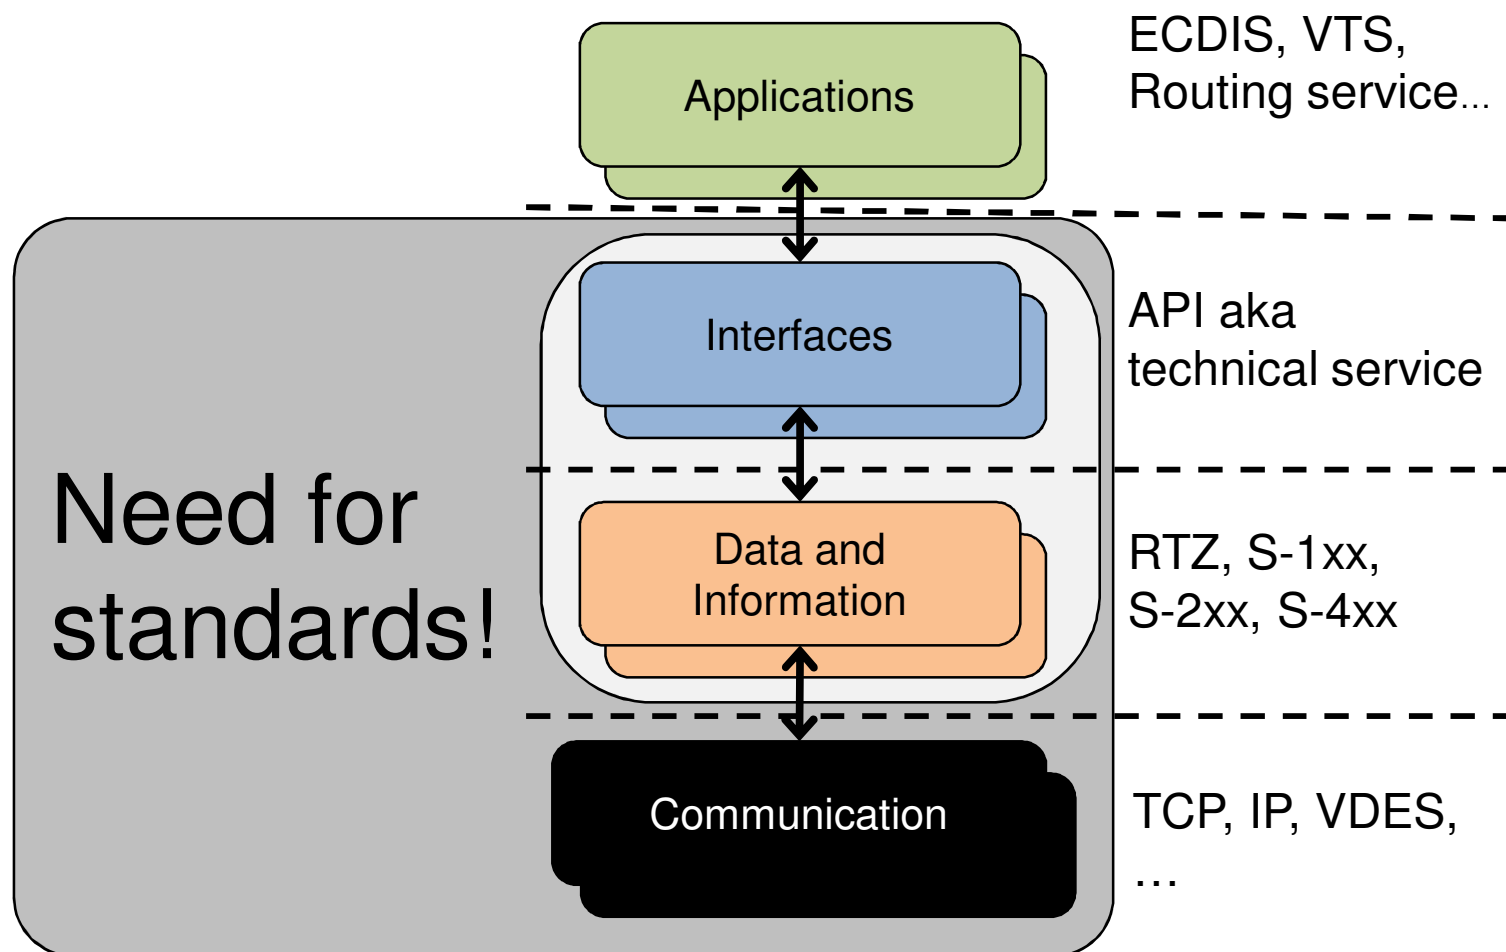 ECDIS, VTS,
Routing service...
Applications
API aka
technical service
Interfaces
Need for
standards!
Data and
Information
RTZ, S-1xx,
S-2xx, S-4xx
Communication
TCP, IP, VDES,
...